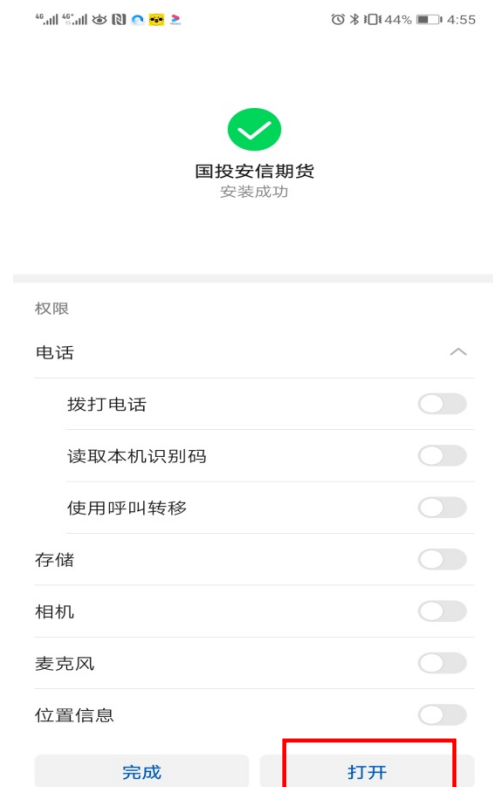 46 46+ 44% 4:55
国投安信期货
安装成功
权限
电话
拨打电话
读取本机识别码
使用呼叫转移
存储
相机
麦克风
位置信息
完成 打开